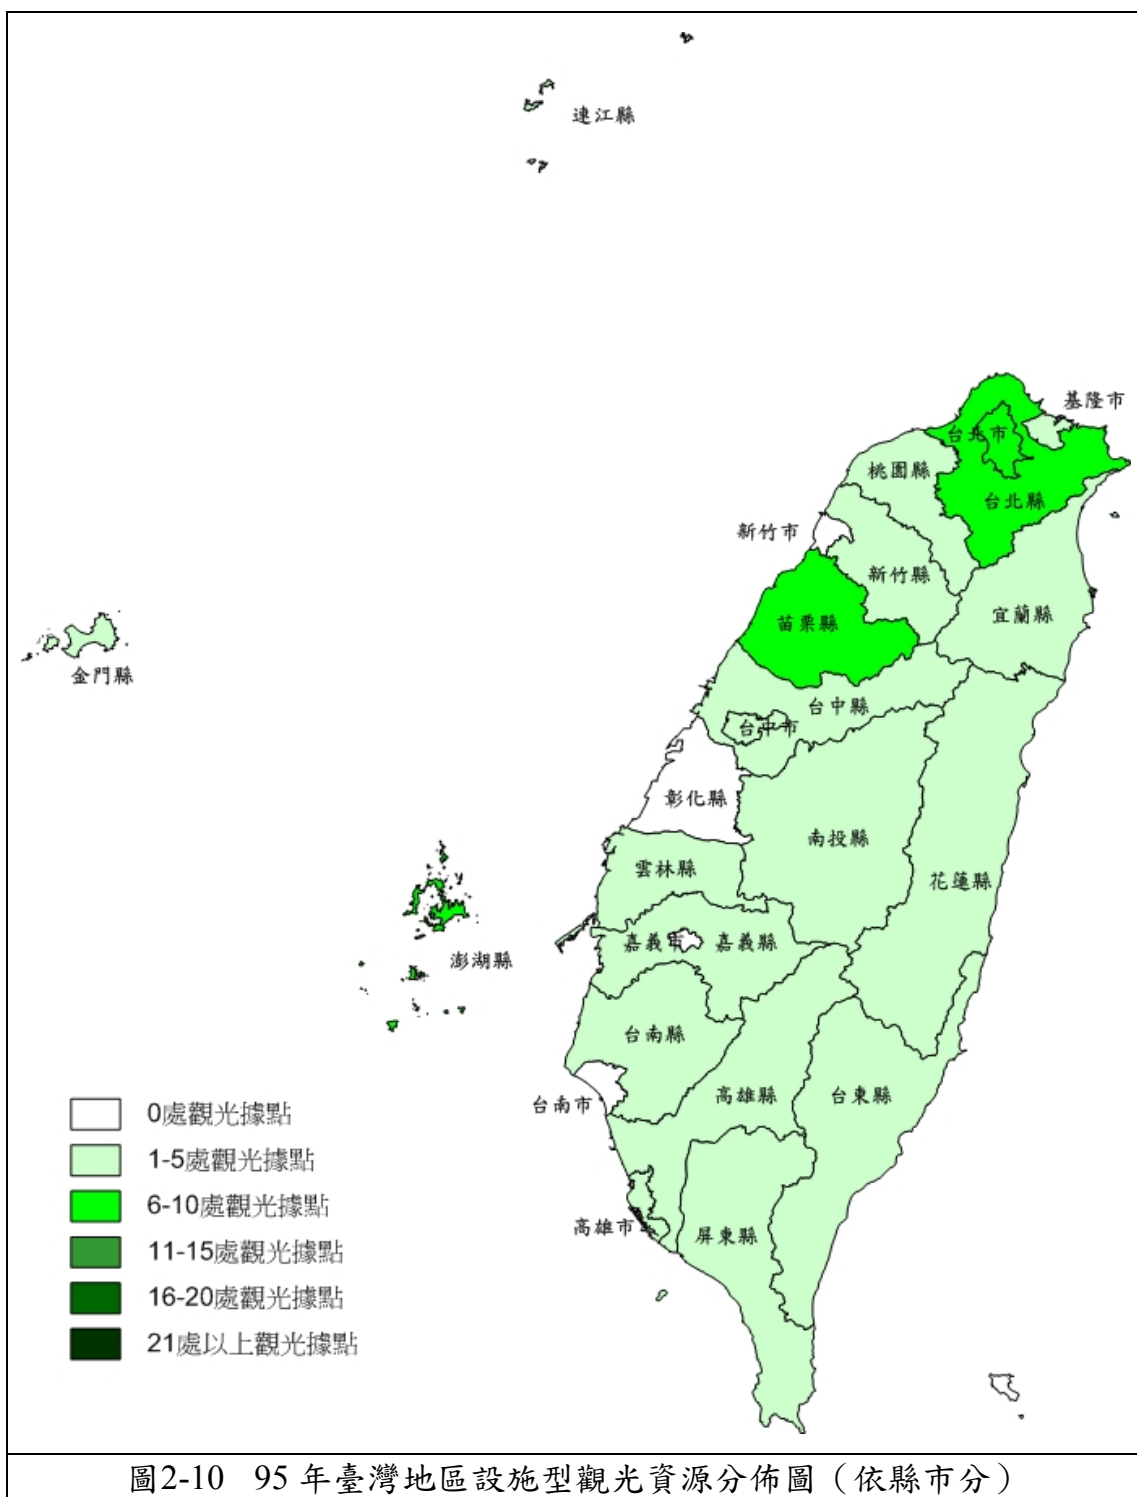 連江縣
基隆市
台北市
桃園縣
台北縣
新竹市
新竹縣
宜蘭縣
苗栗縣
金門縣
台中縣
台中市
彰化縣
南投縣
雲林縣
花蓮縣
嘉義市
嘉義縣
澎湖縣
台南縣
高雄縣
台東縣
台南市
高雄市
屏東縣
0處觀光據點
1-5處觀光據點
6-10處觀光據點
11-15處觀光據點
16-20處觀光據點
21處以上觀光據點
圖2-10 95 年臺灣地區設施型觀光資源分佈圖（依縣市分）